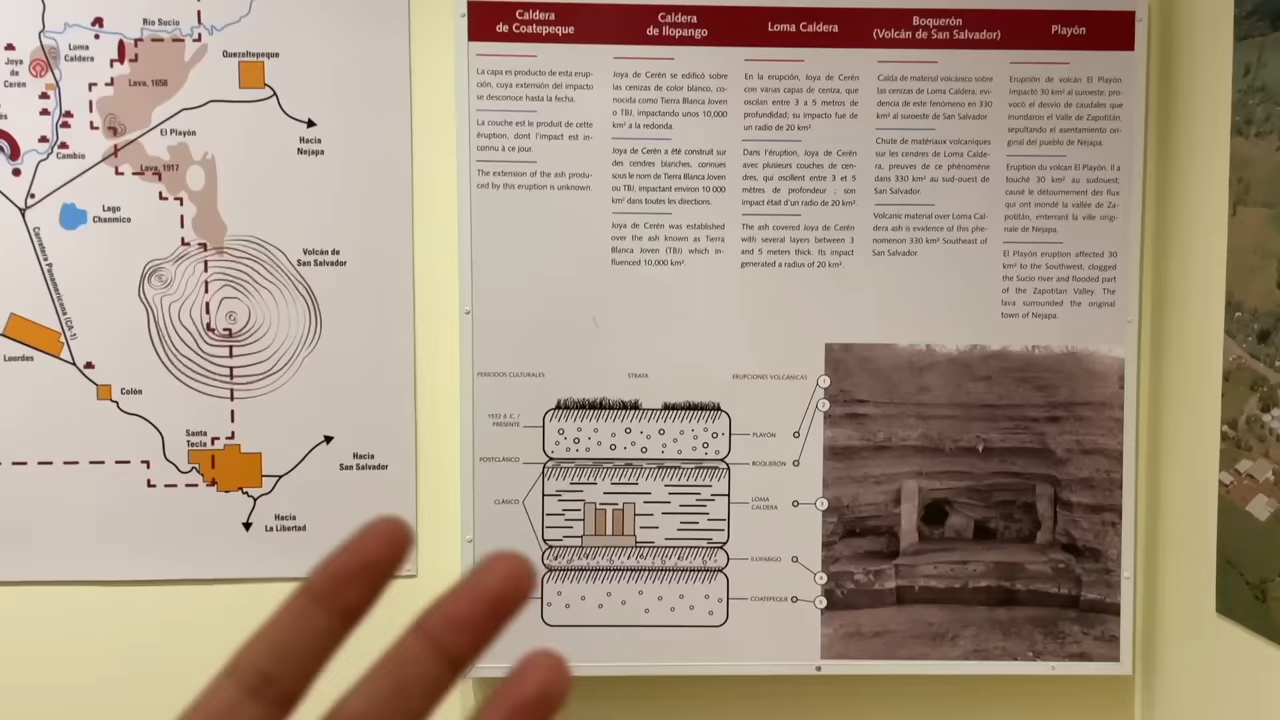 Río Sucio
Loma
Caldera
Joya
de
Cerén
Quezaltepeque
Lava, 1658
El Playón
Hacia
Nejapa
Cambio
Lava, 1917
Lago
Chanmico
Carretera Panamericana (CA-1)
Volcán de
San Salvador
Lourdes
Colón
Santa
Tecla
Hacia
San Salvador
Hacia
La Libertad
Caldera
de Coatepeque
La capa es producto de esta erup-
ción, cuya extensión del impacto
se desconoce hasta la fecha.
La couche est le produit de cette
éruption, dont l'impact est in-
connu à ce jour.
The extension of the ash produ-
ced by this eruption is unknown.
Caldera
de Ilopango
Joya de Cerén se edificó sobre
las cenizas de color blanco, co-
nocida como Tierra Blanca Joven
o TBJ, impactando unos 10,000
km² a la redonda.
Joya de Cerén a été construit sur
des cendres blanches, connues
sous le nom de Tierra Blanca Joven
ou TBJ, impactant environ 10 000
km² dans toutes les directions.
Joya de Cerén was established
over the ash known as Tierra
Blanca Joven (TBJ) which in-
fluenced 10,000 km².
Loma Caldera
En la erupción, Joya de Cerén
con varias capas de ceniza, que
oscilan entre 3 a 5 metros de
profundidad; su impacto fue de
un radio de 20 km².
Dans l'éruption, Joya de Cerén
avec plusieurs couches de cen-
dres, qui oscillent entre 3 et 5
mètres de profondeur ; son
impact était d'un radio de 20 km².
The ash covered Joya de Cerén
with several layers between 3
and 5 meters thick. Its impact
generated a radius of 20 km².
Boquerón
(Volcán de San Salvador)
Caída de material volcánico sobre
las cenizas de Loma Caldera, evi-
dencia de este fenómeno en 330
km² al suroeste de San Salvador
Chute de matériaux volcaniques
sur les cendres de Loma Calde-
ra, preuves de ce phénomène
dans 330 km² au sud-ouest de
San Salvador.
Volcanic material over Loma Cal-
dera ash is evidence of this phe-
nomenon 330 km² Southeast of
San Salvador
Playón
Erupción de volcán El Playón.
Impactó 30 km² al suroeste, pro-
vocó el desvío de caudales que
inundaron el Valle de Zapotitán,
sepultando el asentamiento ori-
ginal del pueblo de Nejapa.
Eruption du volcan El Playón. Il a
touché 30 km² au sudouest,
causé le détournement des flux
qui ont inondé la vallée de Za-
potitán, enterrant la ville origi-
nale de Nejapa.
El Playón eruption affected 30
km² to the Southwest, clogged
the Sucio river and flooded part
of the Zapotitan Valley. The
lava surrounded the original
town of Nejapa.
PERIODOS CULTURALES
STRATA
ERUPCIONES VOLCÁNICAS
PRESENTE
POSTCLÁSICO
CLÁSICO
PLAYÓN
BOQUERÓN
LOMA
CALDERA
ILOPANGO
COATEPEQUE
1
2
3